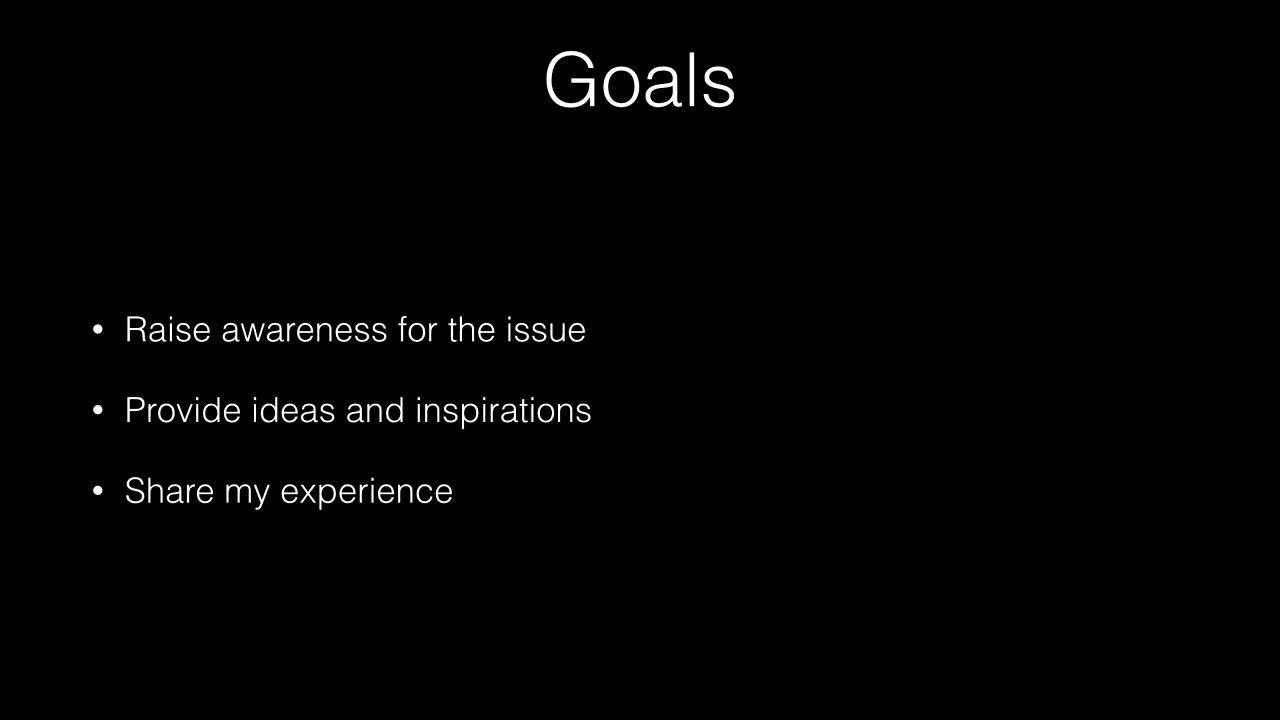 Goals
• Raise awareness for the issue
• Provide ideas and inspirations
• Share my experience